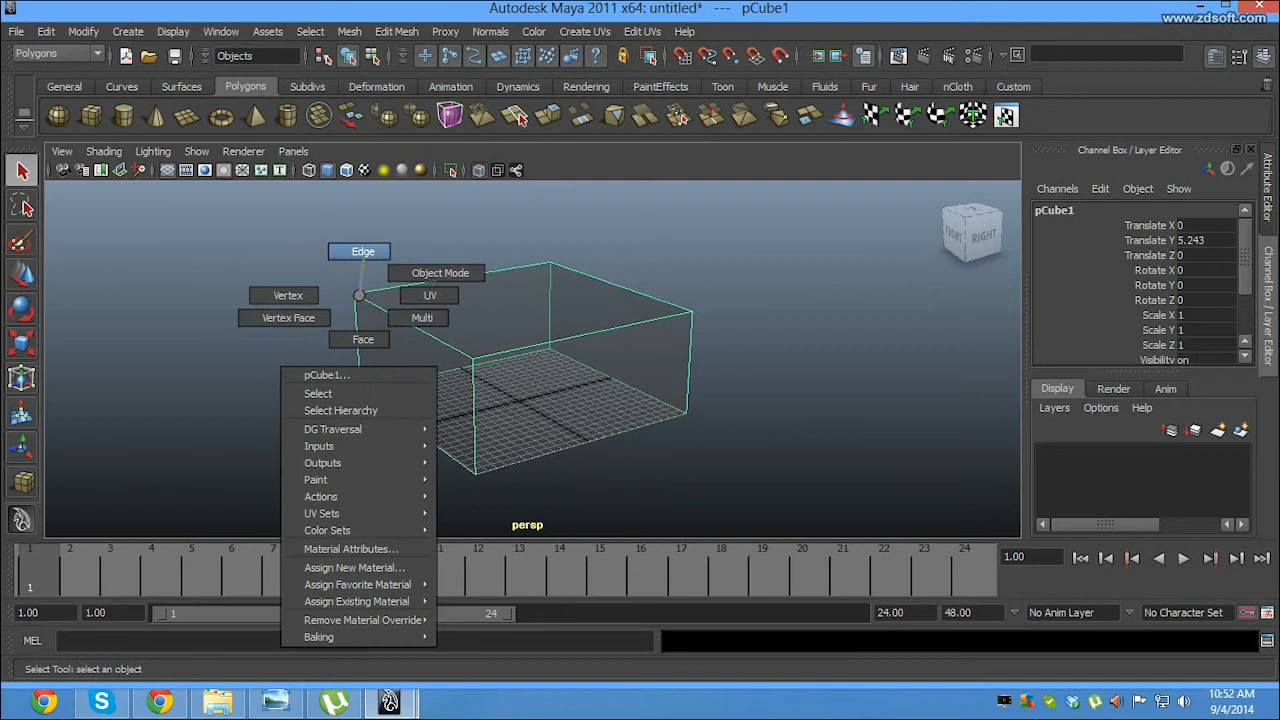 Autodesk Maya 2011 x64: untitled* --- pCube1
www.zdsoft.com
File Edit Modify Create Display Window Assets Select Mesh Edit Mesh Proxy Normals Color Create UVs Edit UVs Help
Polygons
Objects
General Curves Surfaces Polygons Subdivs Deformation Animation Dynamics Rendering PaintEffects Toon Muscle Fluids Fur Hair nCloth Custom
View Shading Lighting Show Renderer Panels
Channel Box / Layer Editor
Channels Edit Object Show
pCube1
Translate X 0
Translate Y 5.243
Translate Z 0
Rotate X 0
Rotate Y 0
Rotate Z 0
Scale X 1
Scale Y 1
Scale Z 1
Visibility on
Attribute Editor
Channel Box / Layer Editor
FRONT RIGHT
Edge
Object Mode
Vertex
UV
Vertex Face
Multi
Face
pCube1...
Select
Select Hierarchy
DG Traversal
Inputs
Outputs
Paint
Actions
UV Sets
Color Sets
Material Attributes...
Assign New Material...
Assign Favorite Material
Assign Existing Material
Remove Material Override
Baking
persp
Display Render Anim
Layers Options Help
1 2 3 4 5 6 7 12 13 14 15 16 17 18 19 20 21 22 23 24
1
1.00
1.00 1.00 1 24 24.00 48.00 No Anim Layer No Character Set
MEL
Select Tool: select an object
10:52 AM
9/4/2014